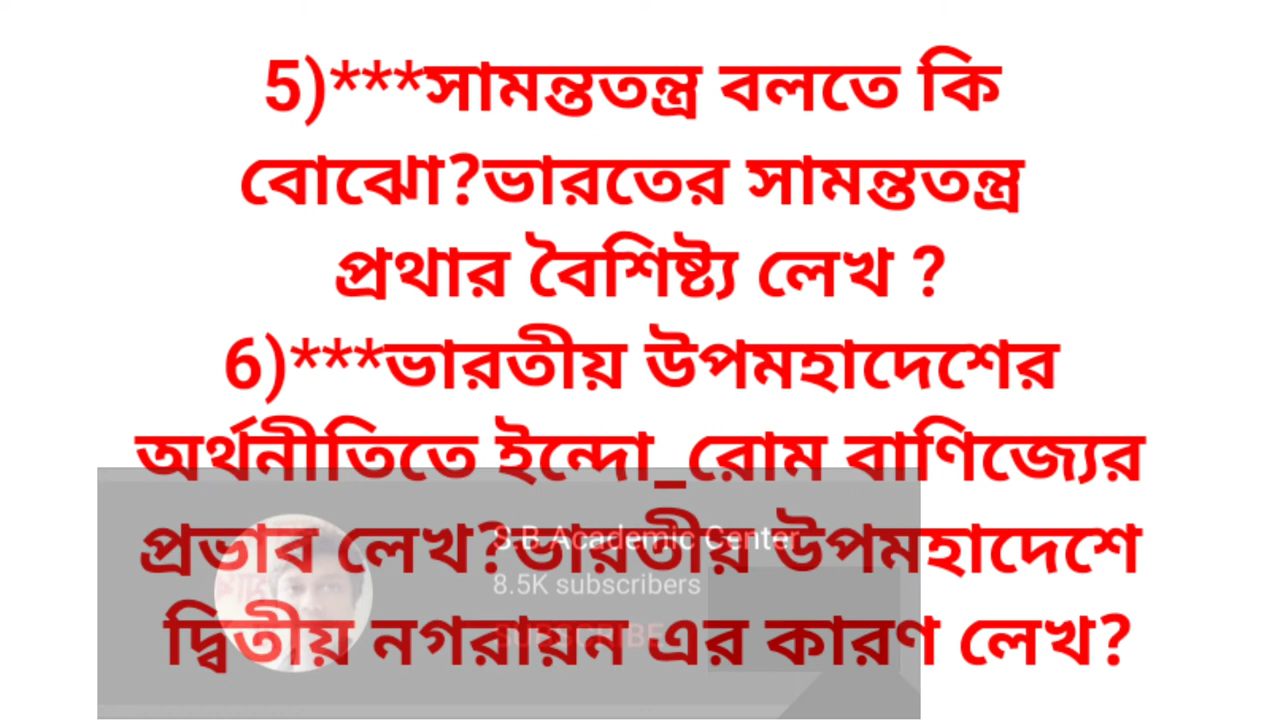 5)***সামন্ততন্ত্র বলতে কি
বোঝো?ভারতের সামন্ততন্ত্র
প্রথার বৈশিষ্ট্য লেখ ?
6)***ভারতীয় উপমহাদেশের
অর্থনীতিতে ইন্দো_রোম বাণিজ্যের
প্রভাব লেখ?ভারতীয় উপমহাদেশে
দ্বিতীয় নগরায়ন এর কারণ লেখ?
S.B Academic Center
8.5K subscribers
SUBSCRIBE